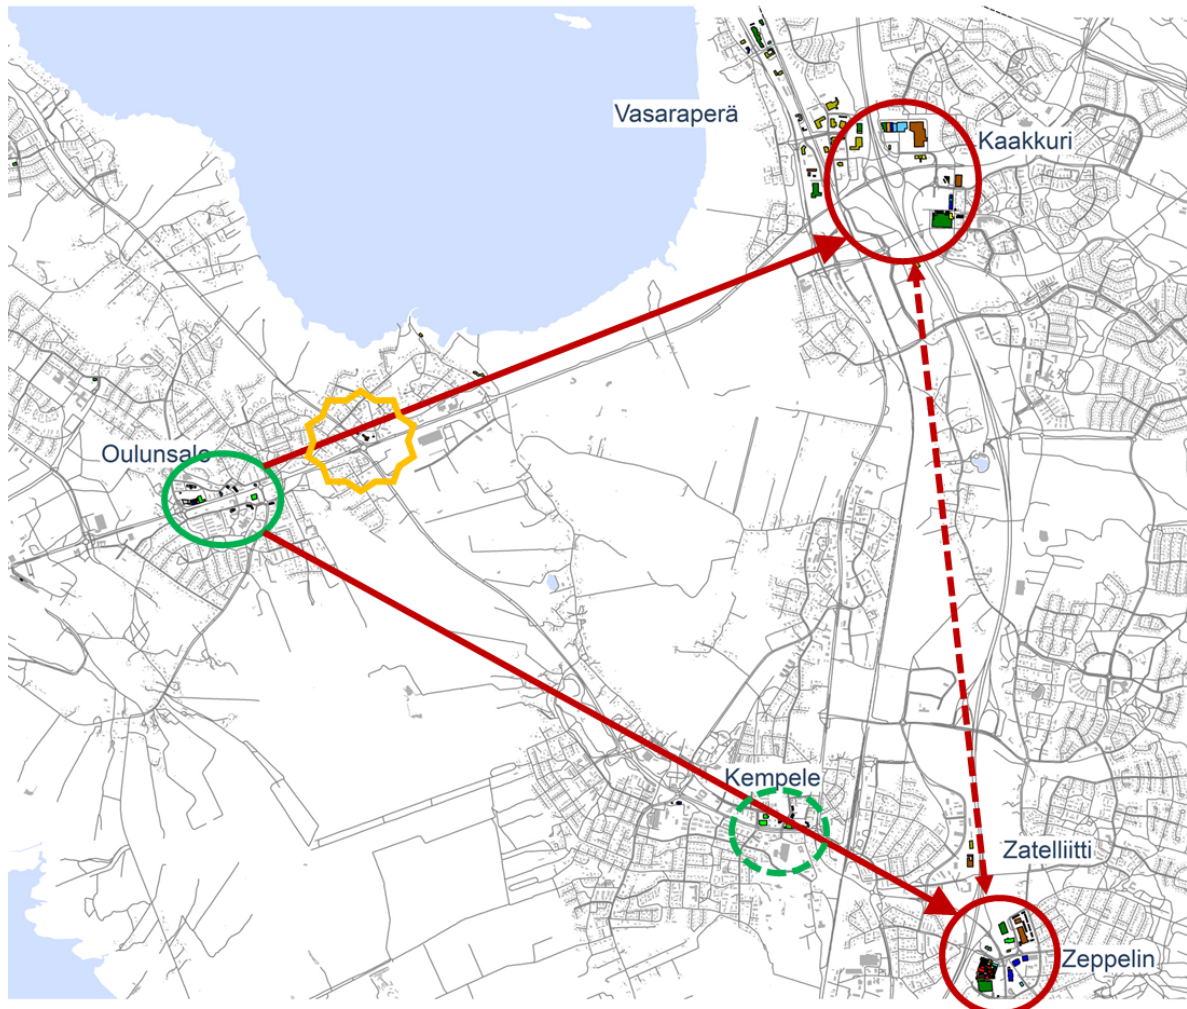 Vasaraperä
Kaakkuri
Oulunsalo
Kempele
Zatelliitti
Zeppelin